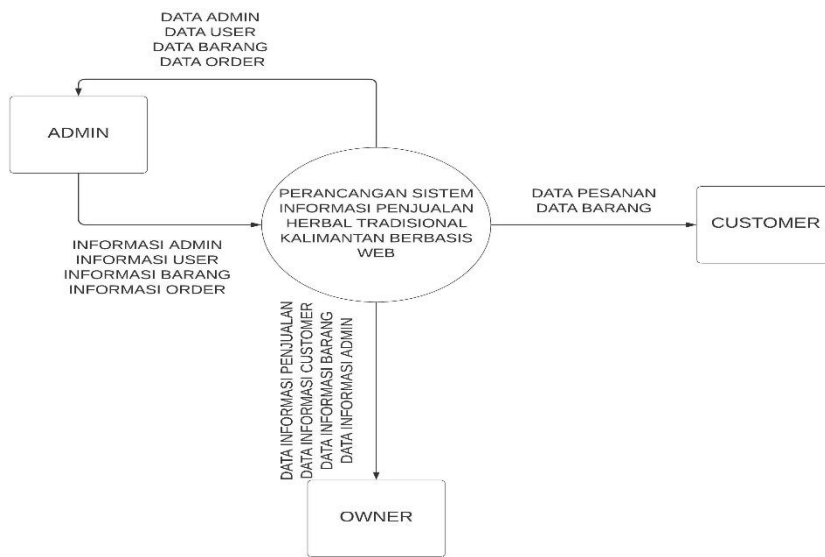 DATA ADMIN
DATA USER
DATA BARANG
DATA ORDER
ADMIN
PERANCANGAN SISTEM
INFORMASI PENJUALAN
HERBAL TRADISIONAL
KALIMANTAN BERBASIS
WEB
DATA PESANAN
DATA BARANG
CUSTOMER
INFORMASI ADMIN
INFORMASI USER
INFORMASI BARANG
INFORMASI ORDER
DATA INFORMASI PENJUALAN
DATA INFORMASI CUSTOMER
DATA INFORMASI BARANG
DATA INFORMASI ADMIN
OWNER